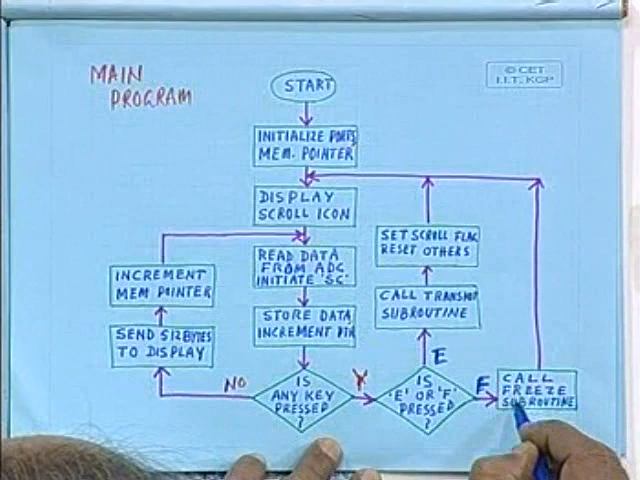 MAIN
PROGRAM
© CET
I.I.T. KGP
START
INITIALIZE PORTS,
MEM. POINTER
DISPLAY
SCROLL ICON
READ DATA
FROM ADC
INITIATE 'SC'
STORE DATA,
INCREMENT PTR
IS
ANY KEY
PRESSED
?
NO
SEND 512 BYTES
TO DISPLAY
INCREMENT
MEM POINTER
Y
IS
'E' OR 'F'
PRESSED
?
E
CALL
SUBROUTINE
SET SCROLL FLAG
RESET OTHERS
F
CALL
FREEZE
SUBROUTINE